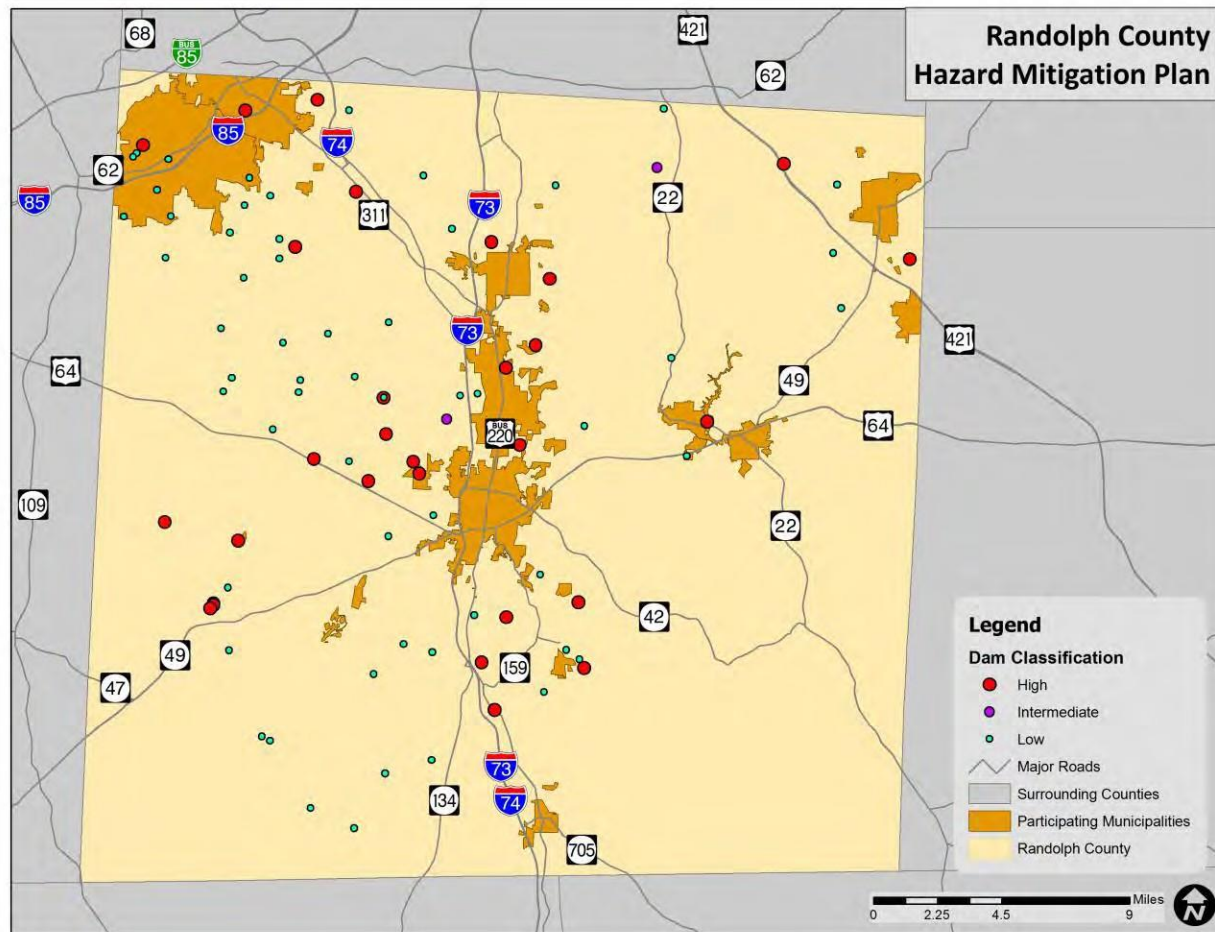 Randolph County
Hazard Mitigation Plan
68
BUS
85
421
62
85
74
62
85
311
73
22
73
421
64
49
BUS
220
64
109
22
42
49
159
47
73
74
134
705
Legend
Dam Classification
High
Intermediate
Low
Major Roads
Surrounding Counties
Participating Municipalities
Randolph County
Miles
0 2.25 4.5 9
N